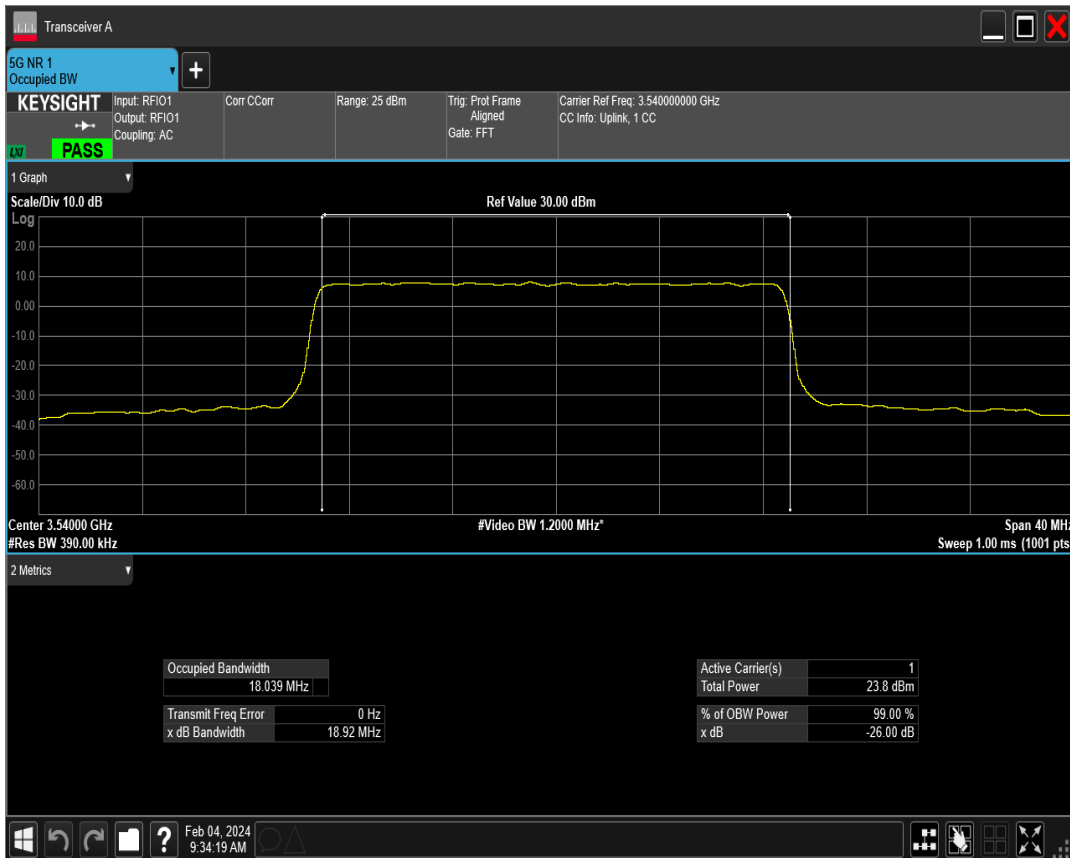 Transceiver A
5G NR 1
Occupied BW
+
KEYSIGHT
Input: RFIO1
Output: RFIO1
Coupling: AC
Corr CCorr
Range: 25 dBm
Trig: Prot Frame
Aligned
Gate: FFT
Carrier Ref Freq: 3.540000000 GHz
CC Info: Uplink, 1 CC
LXI
PASS
1 Graph
Scale/Div 10.0 dB
Ref Value 30.00 dBm
Log
20.0
10.0
0.00
-10.0
-20.0
-30.0
-40.0
-50.0
-60.0
Center 3.54000 GHz
#Video BW 1.2000 MHz*
Span 40 MHz
#Res BW 390.00 kHz
Sweep 1.00 ms (1001 pts
2 Metrics
Occupied Bandwidth
18.039 MHz
Active Carrier(s) 1
Total Power 23.8 dBm
Transmit Freq Error 0 Hz
x dB Bandwidth 18.92 MHz
% of OBW Power 99.00 %
x dB -26.00 dB
?
Feb 04, 2024
9:34:19 AM